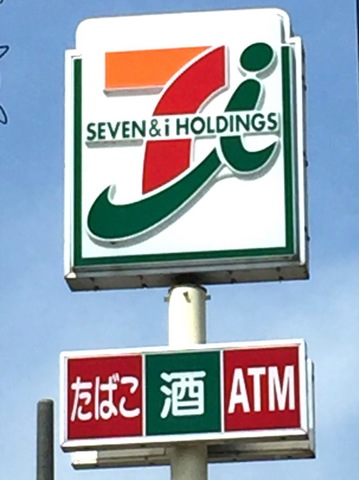 SEVEN & i HOLDINGS
たばこ 酒 ATM